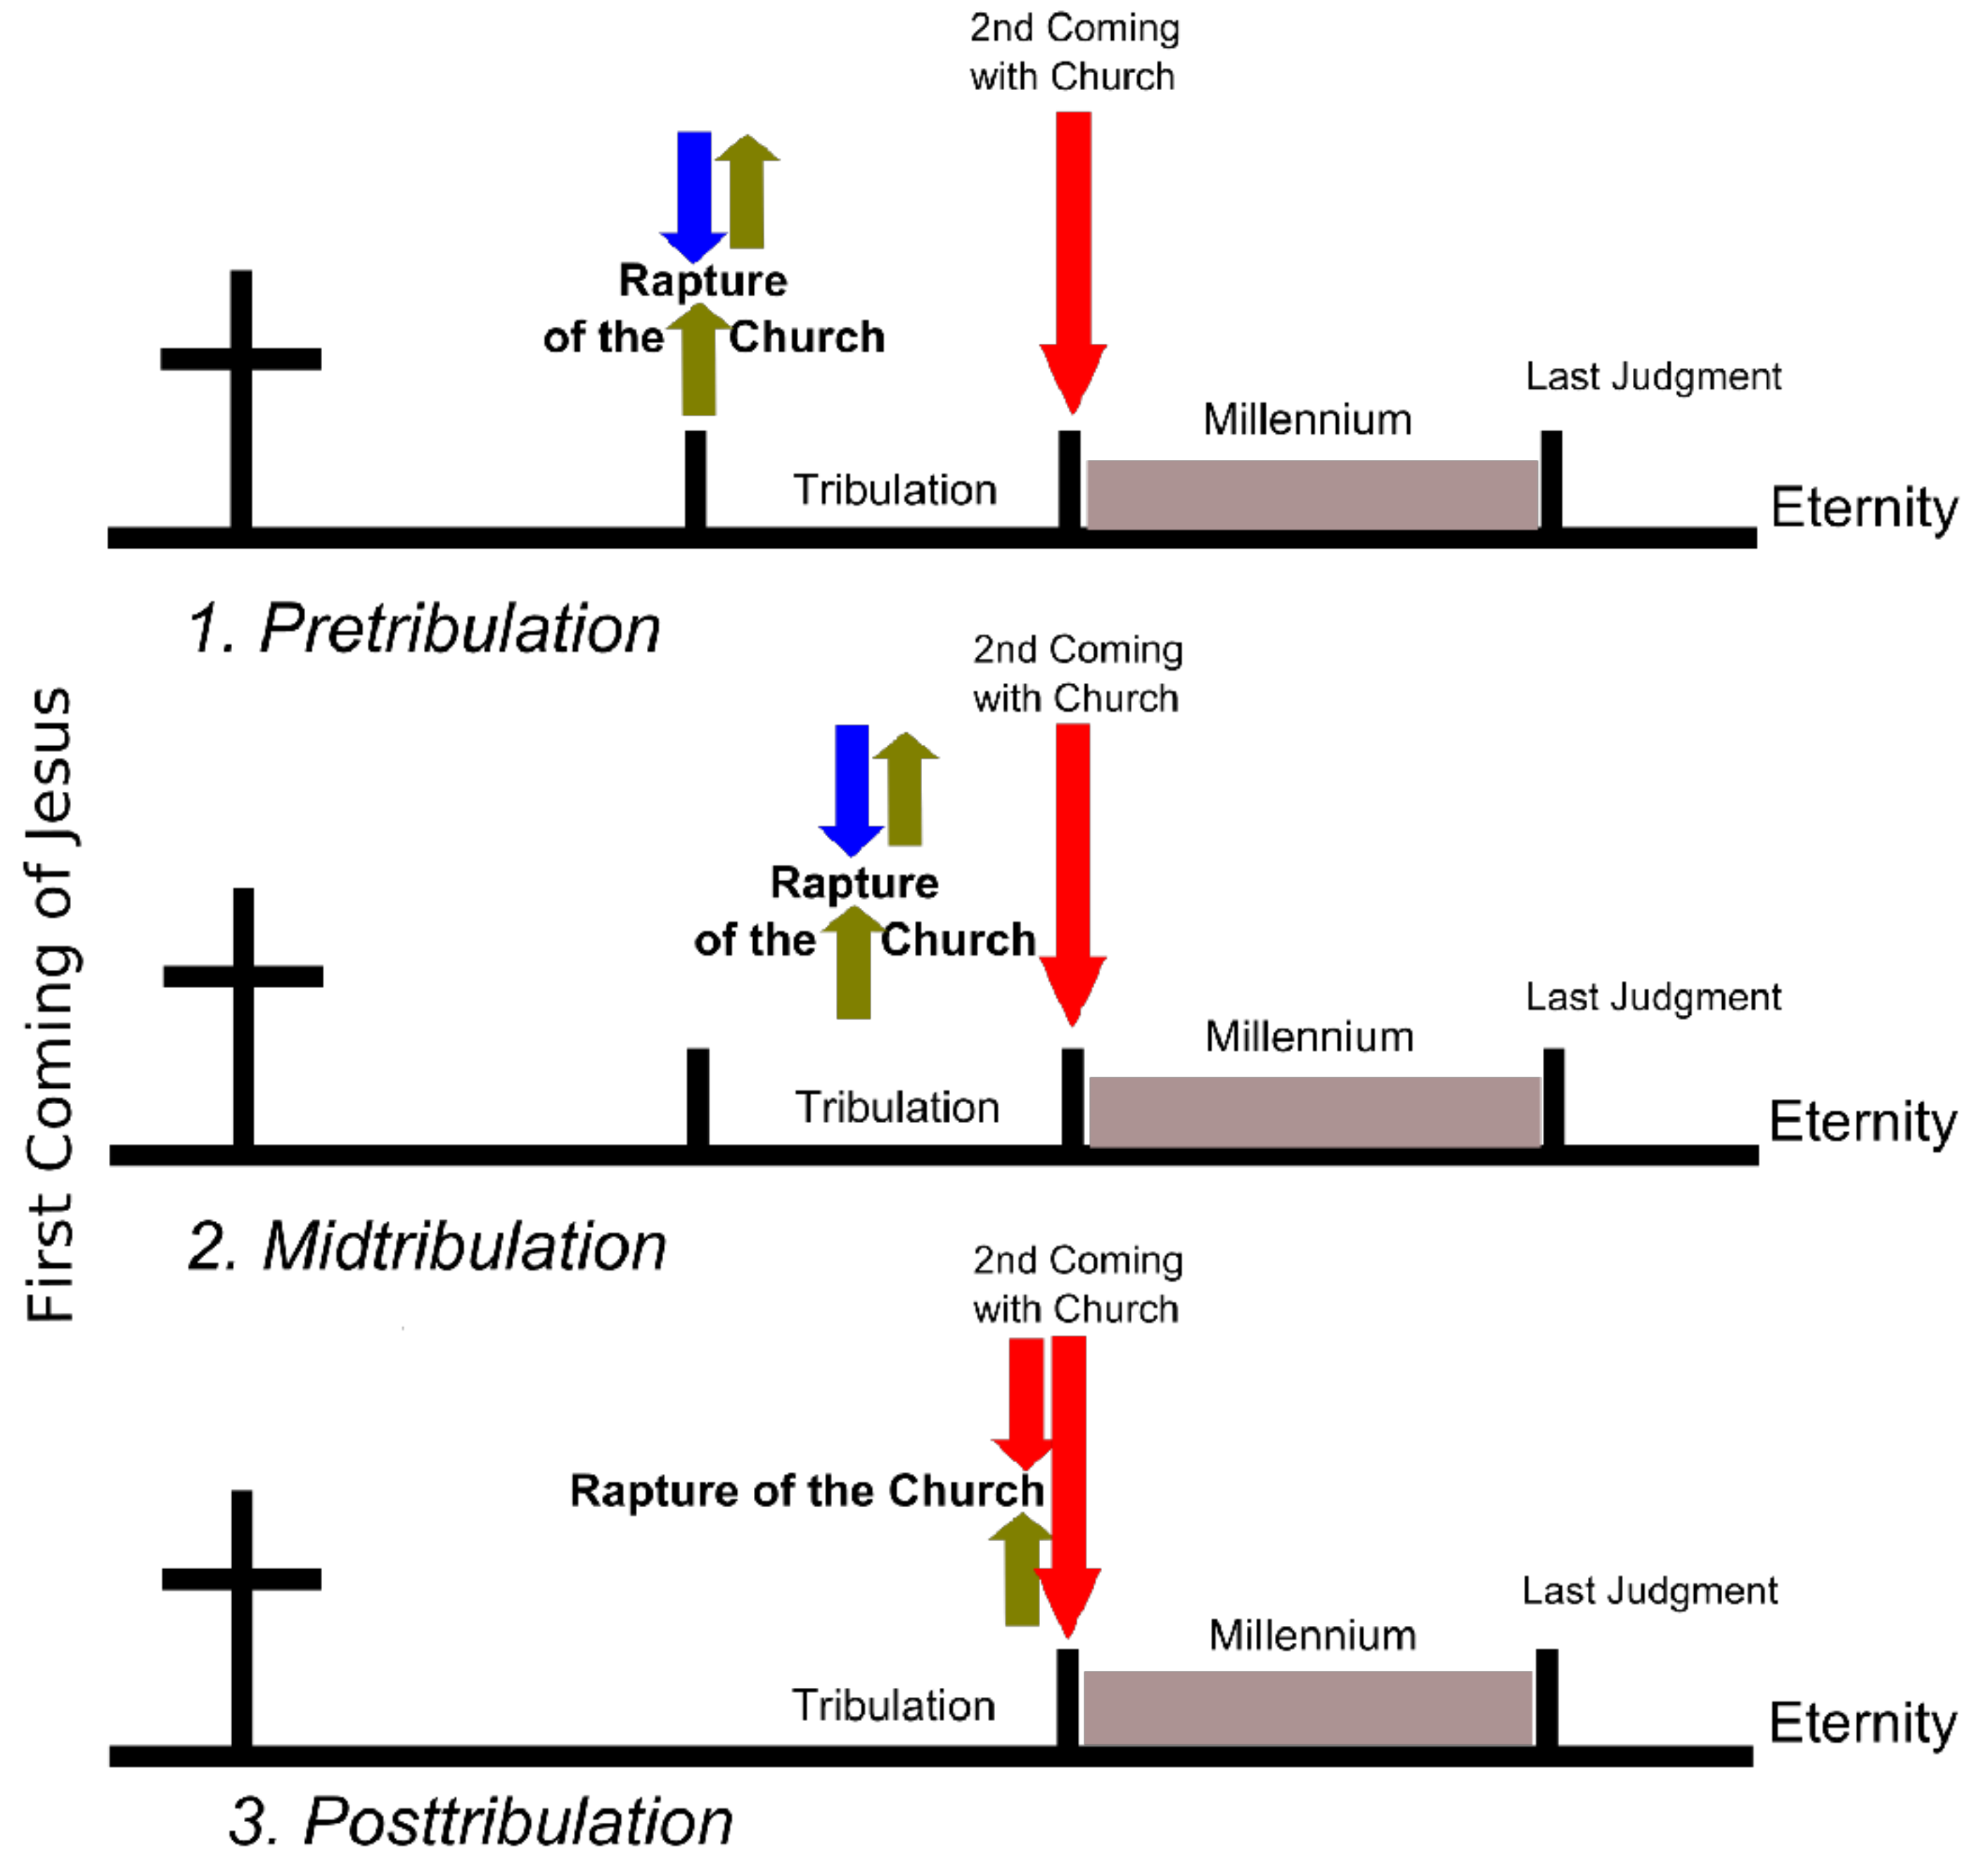 2nd Coming
with Church
Rapture
of the Church
Last Judgment
Millennium
Tribulation
Eternity
1. Pretribulation
First Coming of Jesus
2nd Coming
with Church
Rapture
of the Church
Last Judgment
Millennium
Tribulation
Eternity
2. Midtribulation
2nd Coming
with Church
Rapture of the Church
Last Judgment
Millennium
Tribulation
Eternity
3. Posttribulation